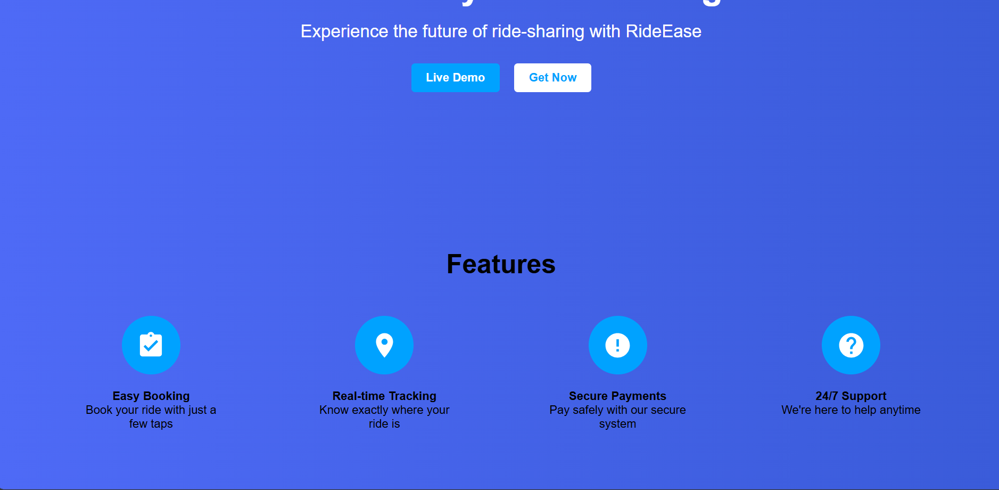 Experience the future of ride-sharing with RideEase
Live Demo
Get Now
Features
Easy Booking
Book your ride with just a
few taps
Real-time Tracking
Know exactly where your
ride is
Secure Payments
Pay safely with our secure
system
24/7 Support
We're here to help anytime